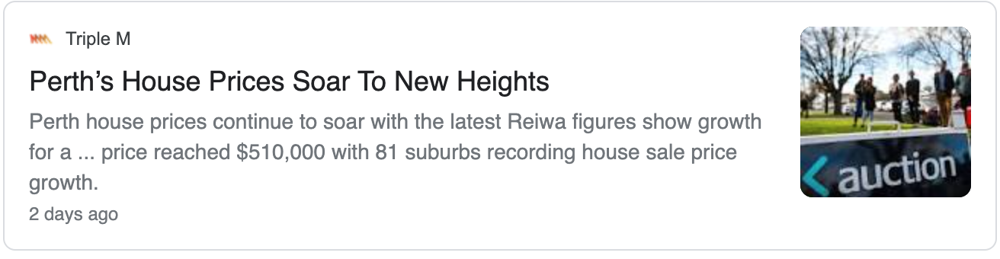 Triple M
Perth’s House Prices Soar To New Heights
Perth house prices continue to soar with the latest Reiwa figures show growth
for a ... price reached $510,000 with 81 suburbs recording house sale price
growth.
2 days ago
auction